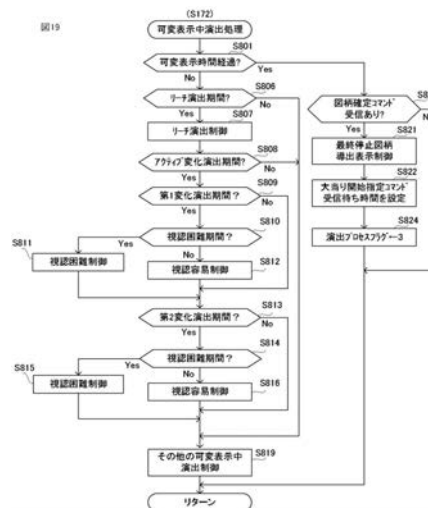 図19
(S172)
可変表示中演出処理
S801
可変表示時間経過?
Yes
No
S806
リーチ演出期間?
No
Yes
S807
リーチ演出制御
S808
アクティブ変化演出期間?
Yes
No
S809
第1変化演出期間?
Yes
No
S810
視認困難期間?
Yes
No
S811
視認困難制御
S812
視認容易制御
S813
第2変化演出期間?
Yes
No
S814
視認困難期間?
Yes
No
S815
視認困難制御
S816
視認容易制御
その他の可変表示中
演出制御
S819
リターン
図柄確定コマンド
受信あり?
Yes
No
S821
最終停止図柄
導出表示制御
S822
大当り開始指定コマンド
受信待ち時間を設定
S824
演出プロセスフラグ←3